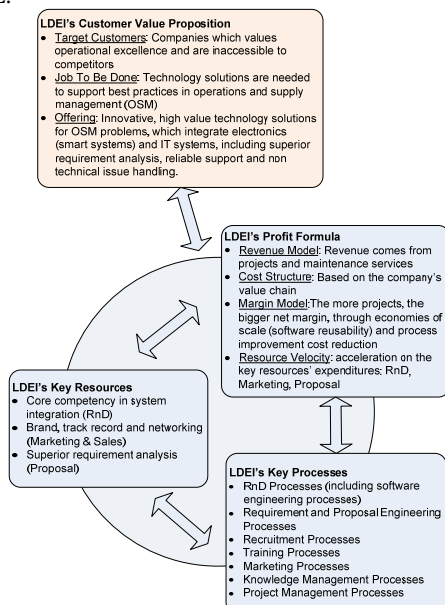 LDEI's Customer Value Proposition
• Target Customers: Companies which values
operational excellence and are inaccessible to
competitors
• Job To Be Done: Technology solutions are needed
to support best practices in operations and supply
management (OSM)
• Offering: Innovative, high value technology solutions
for OSM problems, which integrate electronics
(smart systems) and IT systems, including superior
requirement analysis, reliable support and non
technical issue handling.
LDEI's Profit Formula
• Revenue Model: Revenue comes from
projects and maintenance services
• Cost Structure: Based on the company's
value chain
• Margin Model:The more projects, the
bigger net margin, through economies of
scale (software reusability) and process
improvement cost reduction
• Resource Velocity: acceleration on the
key resources' expenditures: RnD,
Marketing, Proposal
LDEI's Key Resources
• Core competency in system
integration (RnD)
• Brand, track record and networking
(Marketing & Sales)
• Superior requirement analysis
(Proposal)
LDEI's Key Processes
• RnD Processes (including software
engineering processes)
• Requirement and Proposal Engineering
Processes
• Recruitment Processes
• Training Processes
• Marketing Processes
• Knowledge Management Processes
• Project Management Processes